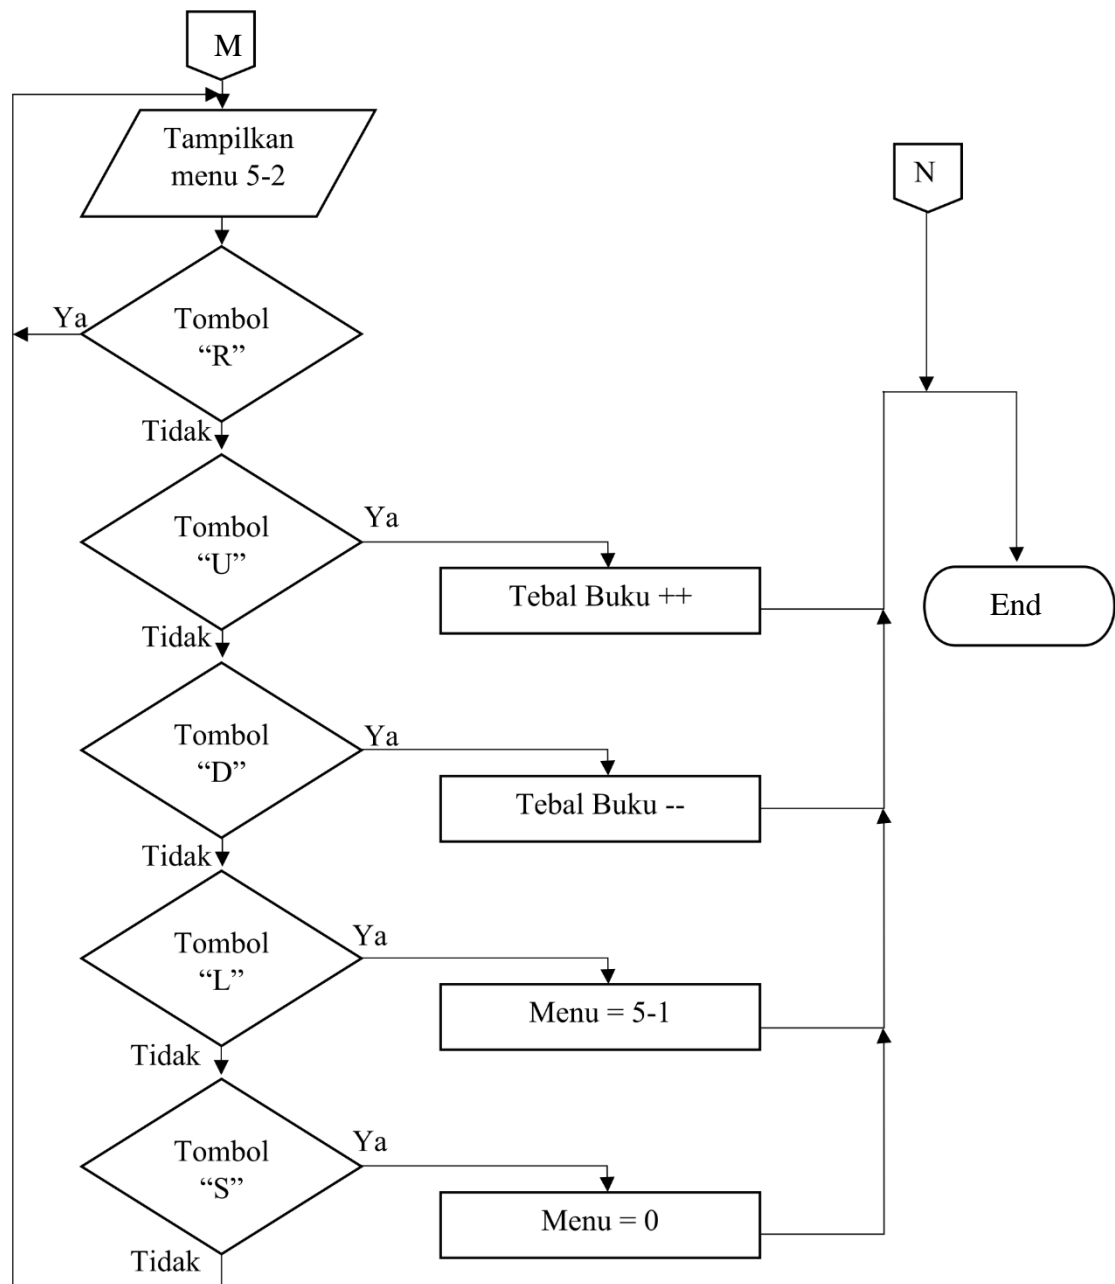 M
Tampilkan
menu 5-2
N
Ya
Tombol
“R”
Tidak
Tombol
“U”
Ya
Tebal Buku ++
End
Tidak
Tombol
“D”
Ya
Tebal Buku --
Tidak
Tombol
“L”
Ya
Menu = 5-1
Tidak
Tombol
“S”
Ya
Menu = 0
Tidak